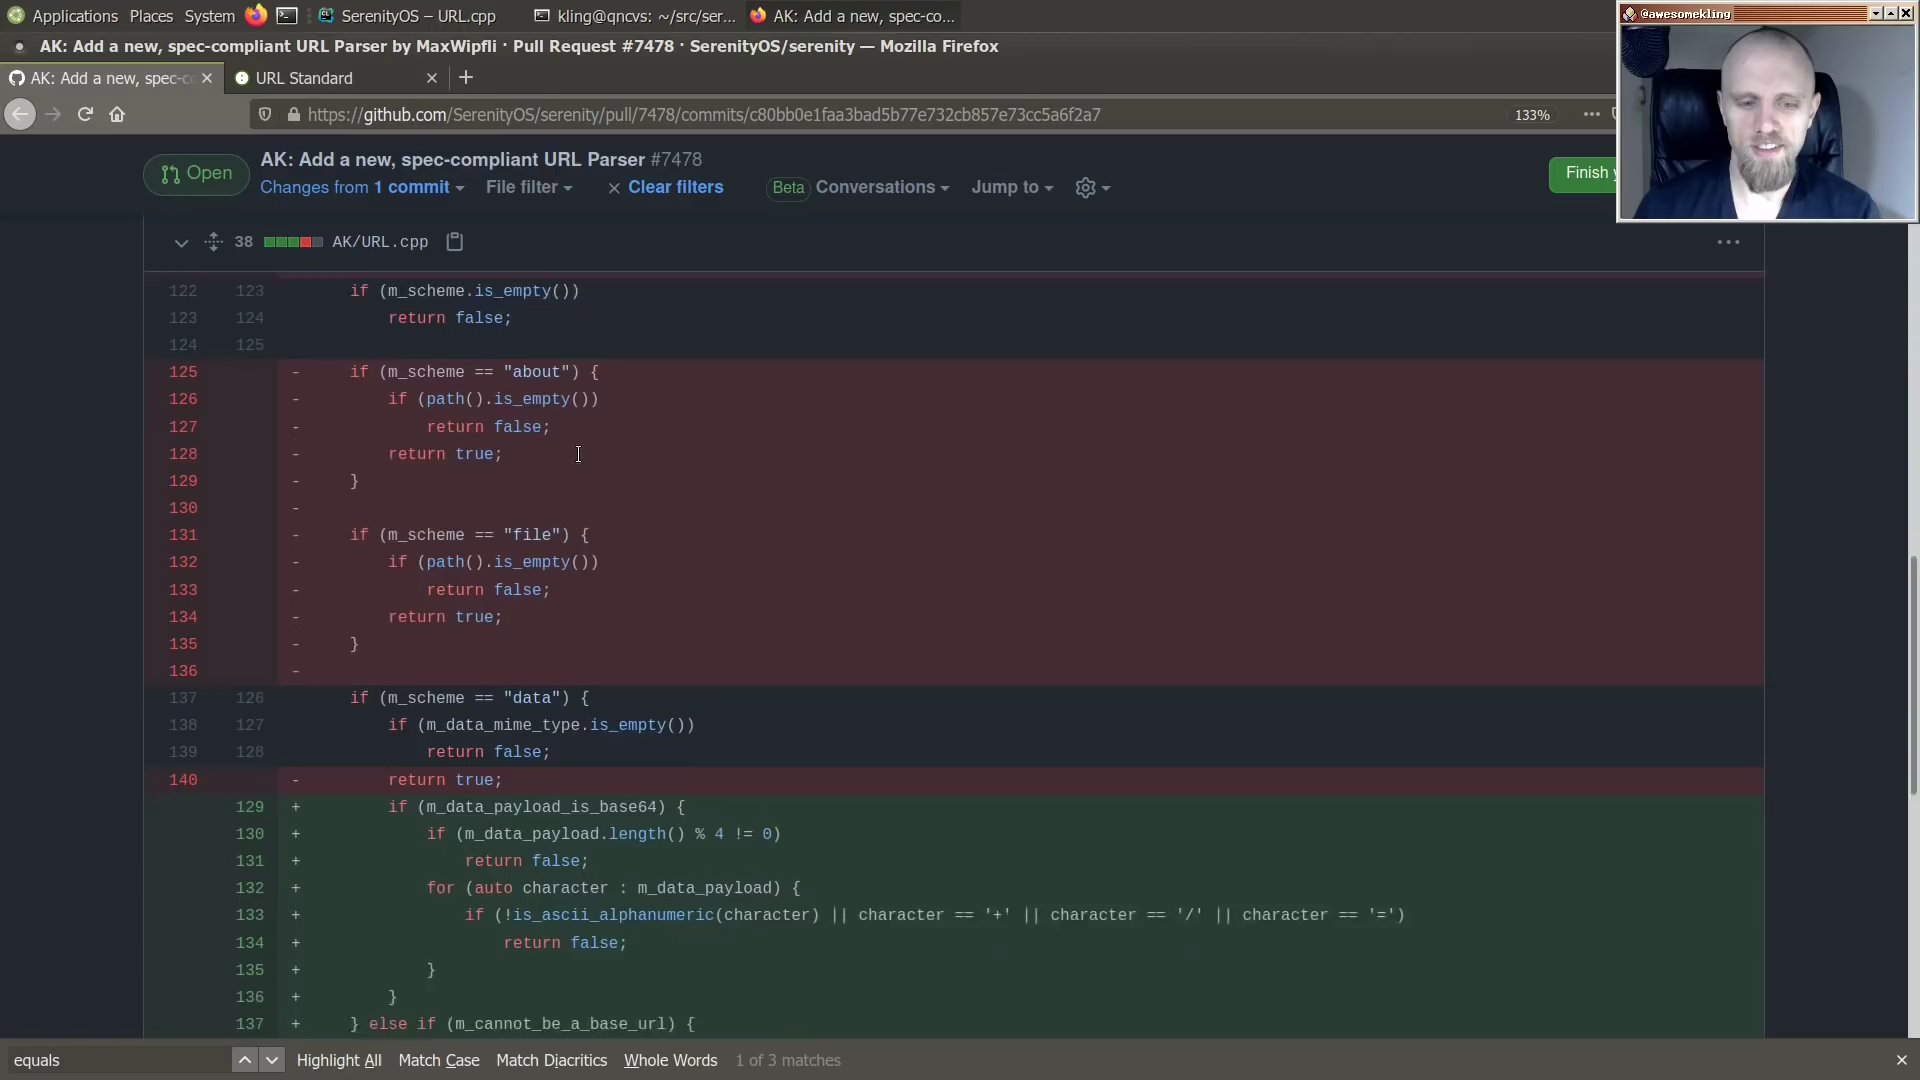 Applications Places System SerenityOS – URL.cpp kling@qncvs: ~/src/ser... AK: Add a new, spec-co...
@awesomekling
AK: Add a new, spec-compliant URL Parser by MaxWipfli · Pull Request #7478 · SerenityOS/serenity — Mozilla Firefox
AK: Add a new, spec-c URL Standard
https://github.com/SerenityOS/serenity/pull/7478/commits/c80bb0e1faa3bad5b77e732cb857e73cc5a6f2a7 133%
Open AK: Add a new, spec-compliant URL Parser #7478
Changes from 1 commit File filter Clear filters Beta Conversations Jump to Finish y
38 AK/URL.cpp
122 123 if (m_scheme.is_empty())
123 124 return false;
124 125
125 - if (m_scheme == "about") {
126 - if (path().is_empty())
127 - return false;
128 - return true;
129 - }
130 -
131 - if (m_scheme == "file") {
132 - if (path().is_empty())
133 - return false;
134 - return true;
135 - }
136 -
137 126 if (m_scheme == "data") {
138 127 if (m_data_mime_type.is_empty())
139 128 return false;
140 - return true;
129 + if (m_data_payload_is_base64) {
130 + if (m_data_payload.length() % 4 != 0)
131 + return false;
132 + for (auto character : m_data_payload) {
133 + if (!is_ascii_alphanumeric(character) || character == '+' || character == '/' || character == '=')
134 + return false;
135 + }
136 + }
137 + } else if (m_cannot_be_a_base_url) {
equals Highlight All Match Case Match Diacritics Whole Words 1 of 3 matches